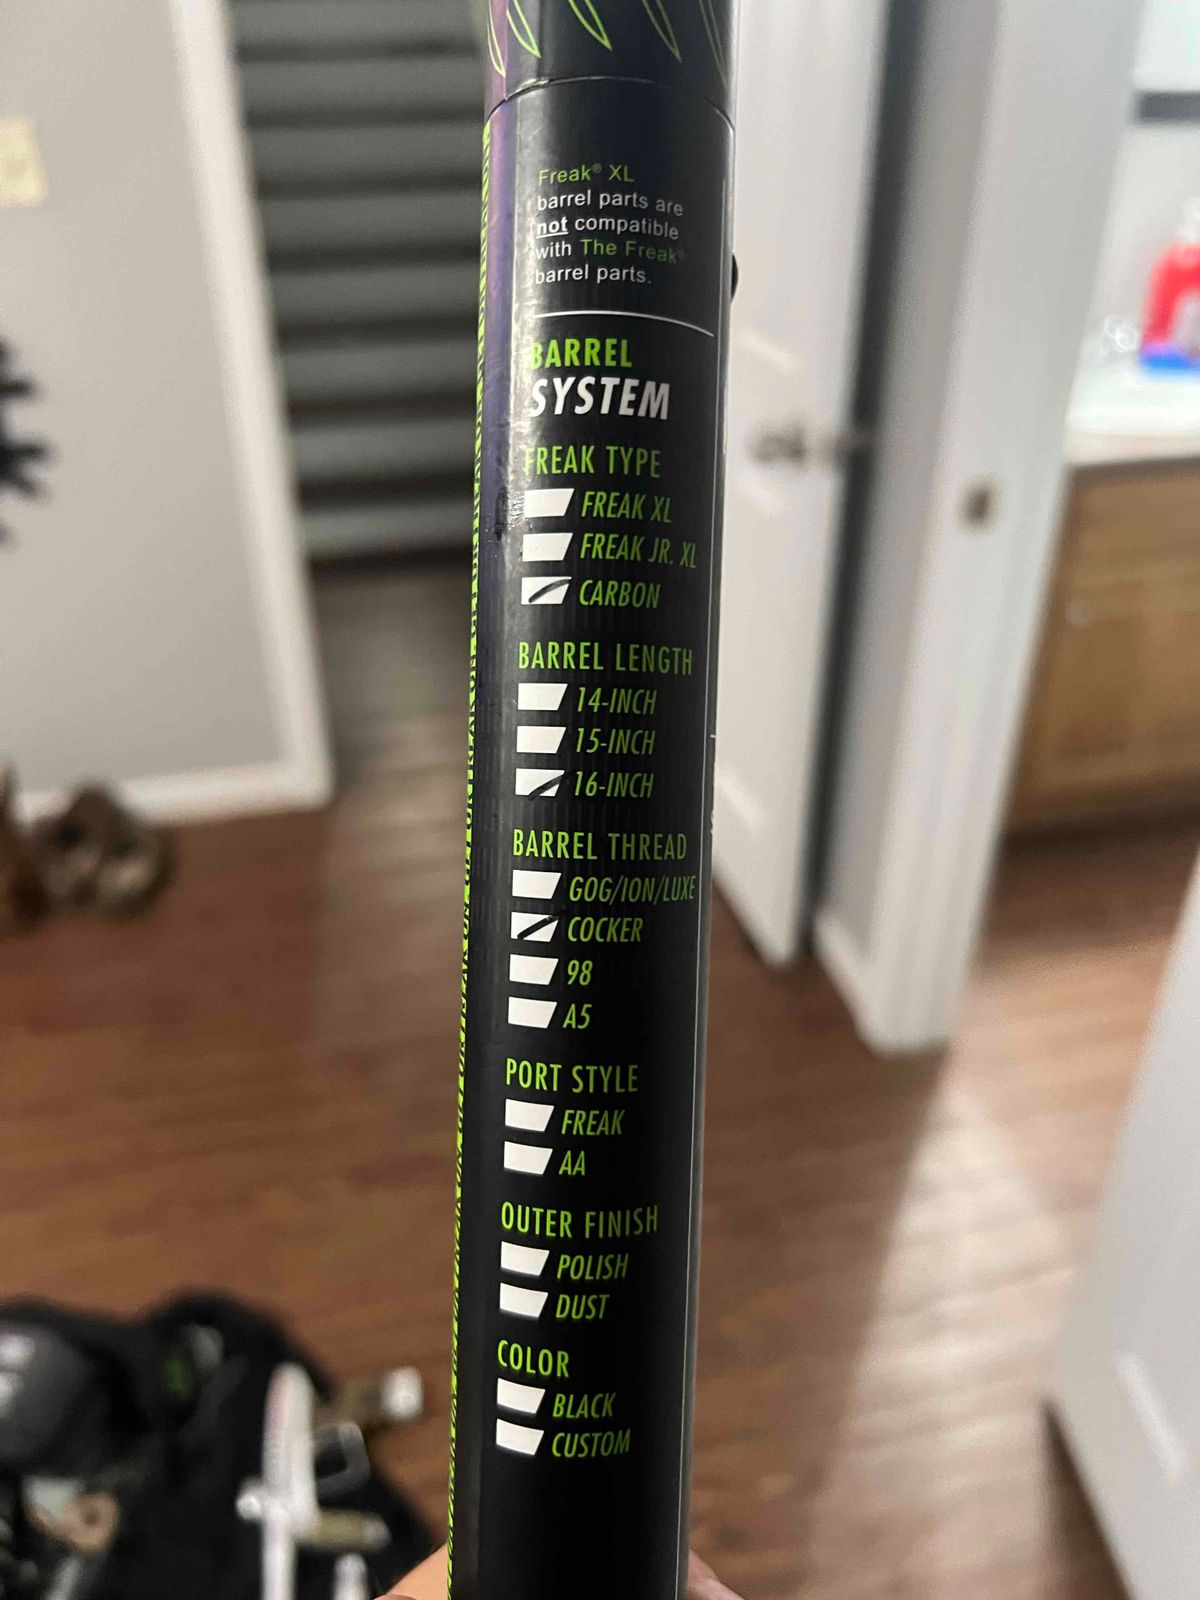 Freak® XL
barrel parts are
not compatible
with The Freak®
barrel parts.
BARREL
SYSTEM
FREAK TYPE
FREAK XL
FREAK JR. XL
CARBON
BARREL LENGTH
14-INCH
15-INCH
16-INCH
BARREL THREAD
GOG/ION/LUXE
COCKER
98
A5
PORT STYLE
FREAK
AA
OUTER FINISH
POLISH
DUST
COLOR
BLACK
CUSTOM